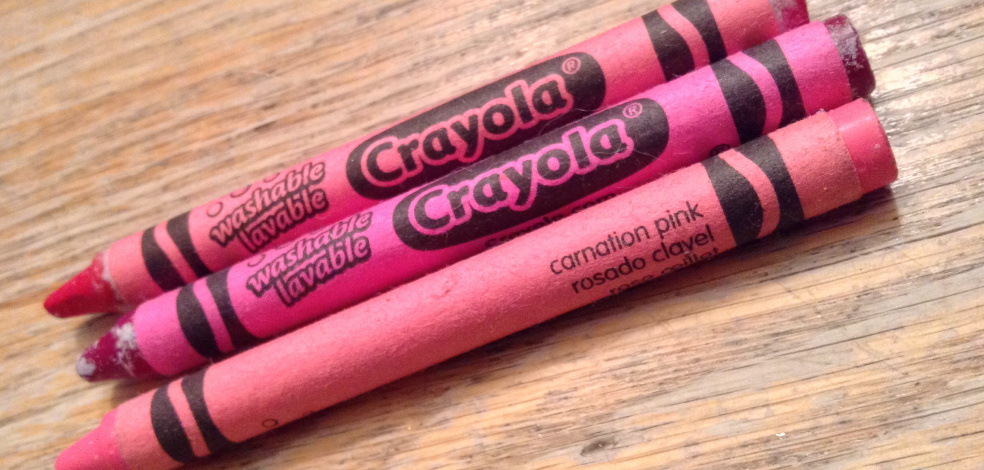 Crayola®
washable
lavable
Crayola®
washable
lavable
carnation pink
rosado clavel